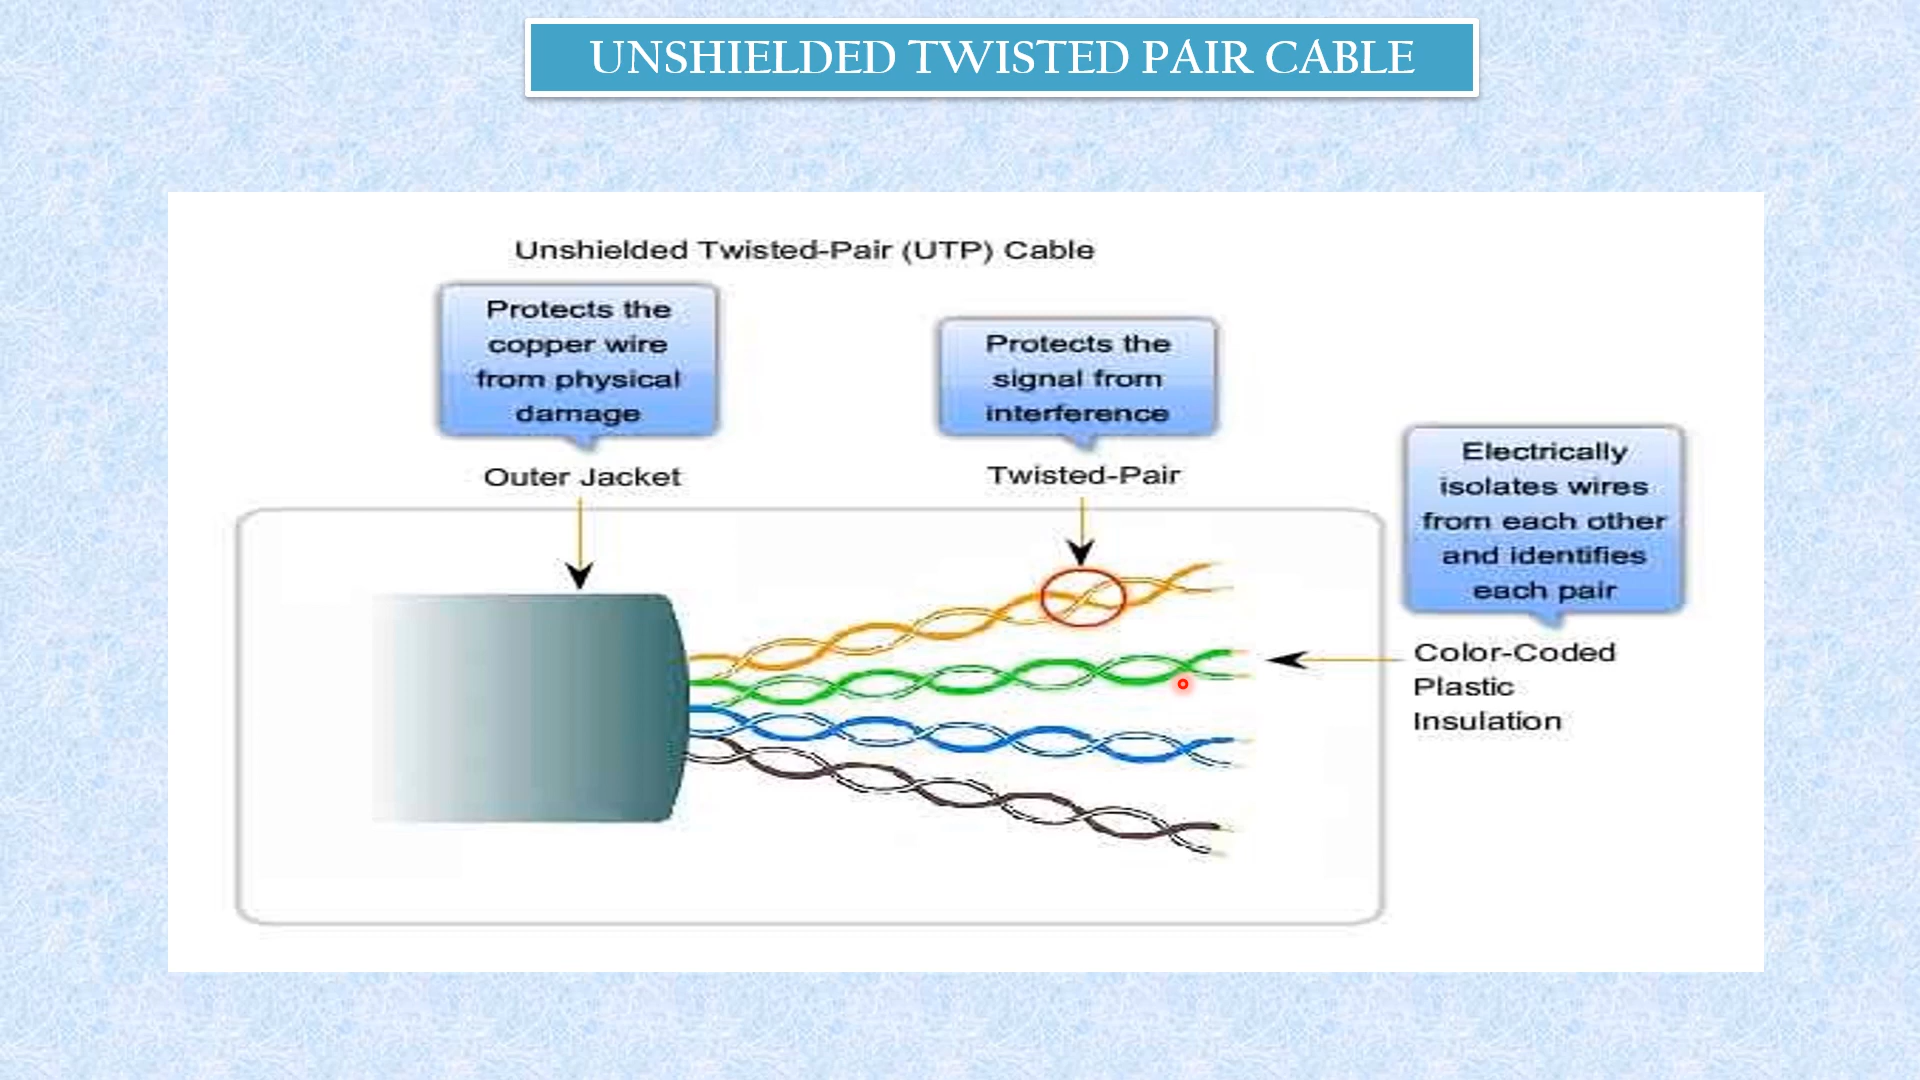 UNSHIELDED TWISTED PAIR CABLE
Unshielded Twisted-Pair (UTP) Cable
Protects the
copper wire
from physical
damage
Outer Jacket
Protects the
signal from
interference
Twisted-Pair
Electrically
isolates wires
from each other
and identifies
each pair
Color-Coded
Plastic
Insulation